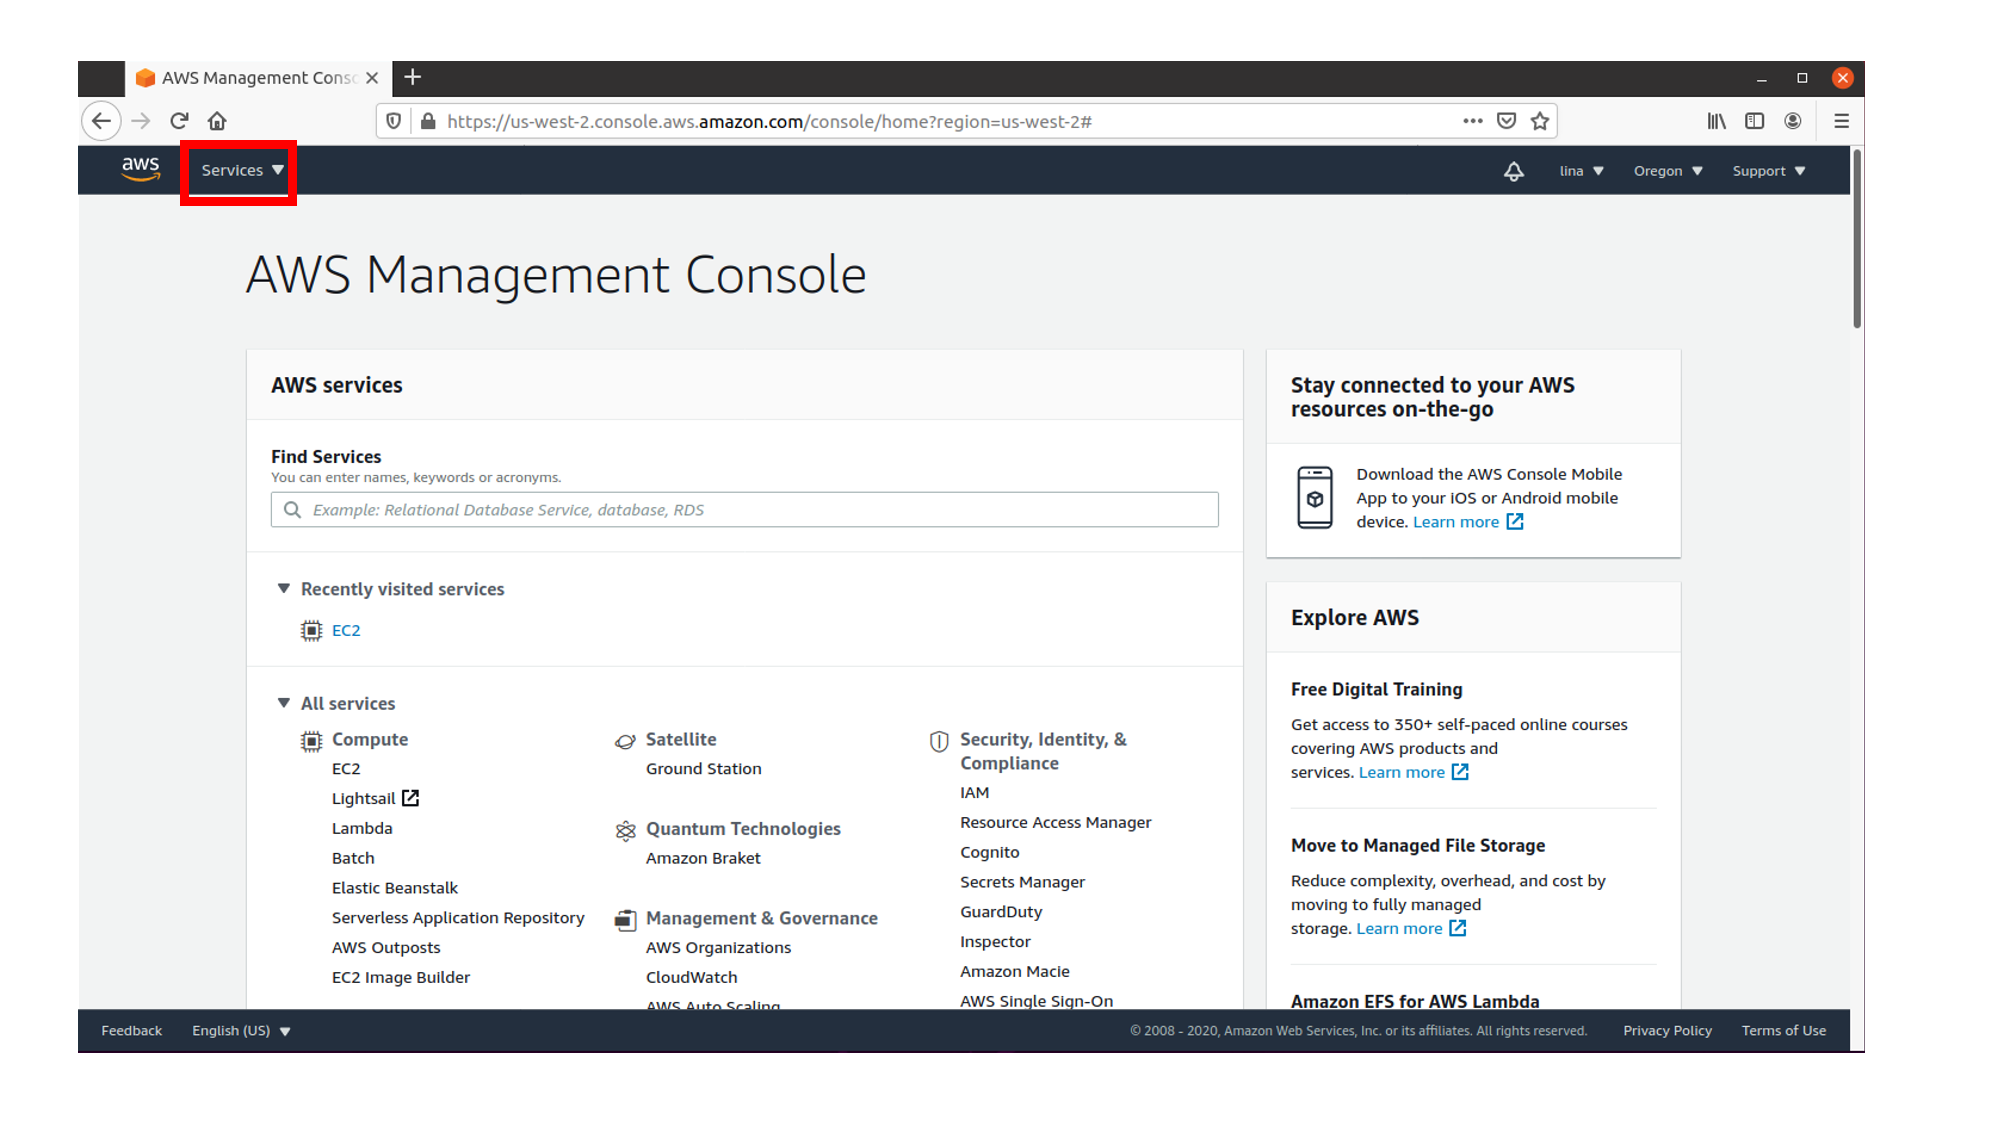 AWS Management Conso
https://us-west-2.console.aws.amazon.com/console/home?region=us-west-2#
aws
Services
lina
Oregon
Support
AWS Management Console
AWS services
Find Services
You can enter names, keywords or acronyms.
Example: Relational Database Service, database, RDS
Recently visited services
EC2
All services
Compute
EC2
Lightsail
Lambda
Batch
Elastic Beanstalk
Serverless Application Repository
AWS Outposts
EC2 Image Builder
Satellite
Ground Station
Quantum Technologies
Amazon Braket
Management & Governance
AWS Organizations
CloudWatch
AWS Auto Scaling
Security, Identity, &
Compliance
IAM
Resource Access Manager
Cognito
Secrets Manager
GuardDuty
Inspector
Amazon Macie
AWS Single Sign-On
Stay connected to your AWS
resources on-the-go
Download the AWS Console Mobile
App to your iOS or Android mobile
device. Learn more
Explore AWS
Free Digital Training
Get access to 350+ self-paced online courses
covering AWS products and
services. Learn more
Move to Managed File Storage
Reduce complexity, overhead, and cost by
moving to fully managed
storage. Learn more
Amazon EFS for AWS Lambda
Feedback
English (US)
© 2008 - 2020, Amazon Web Services, Inc. or its affiliates. All rights reserved.
Privacy Policy
Terms of Use